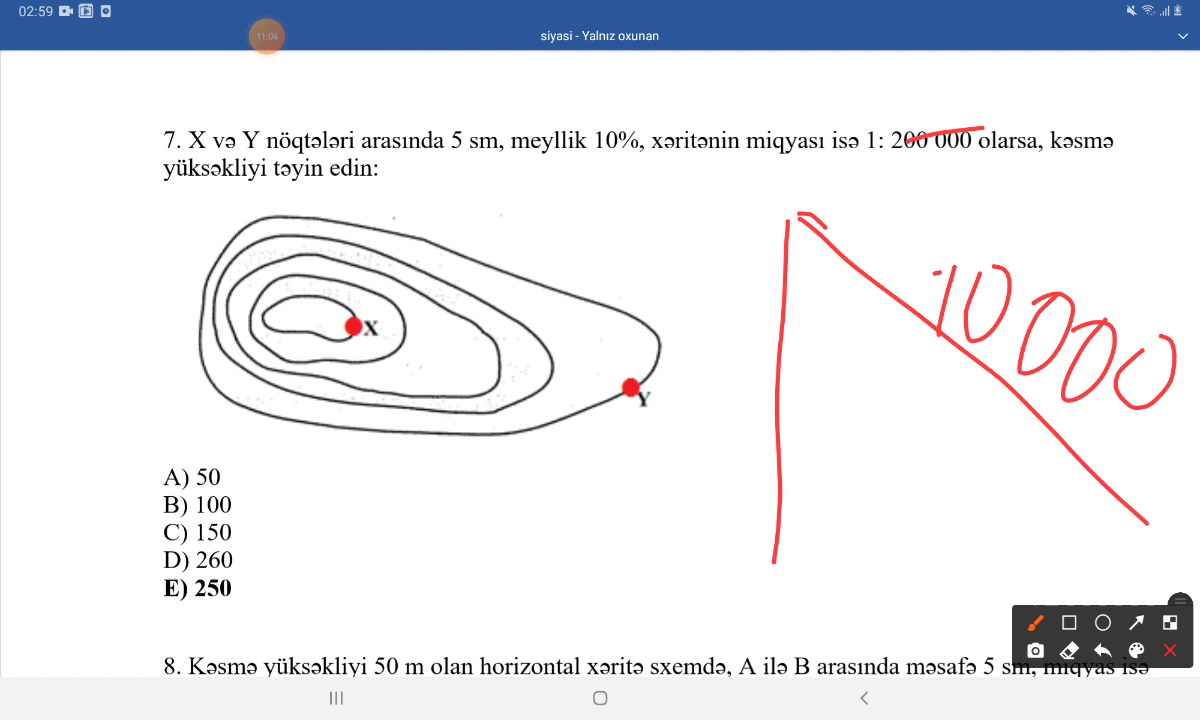 02:59
11:04
siyasi - Yalnız oxunan
7. X və Y nöqtələri arasında 5 sm, meyllik 10%, xəritənin miqyası isə 1: 200 000 olarsa, kəsmə
yüksəkliyi təyin edin:
X
Y
10000
A) 50
B) 100
C) 150
D) 260
E) 250
8. Kəsmə yüksəkliyi 50 m olan horizontal xəritə sxemdə, A ilə B arasında məsafə 5 sm, miqyas isə